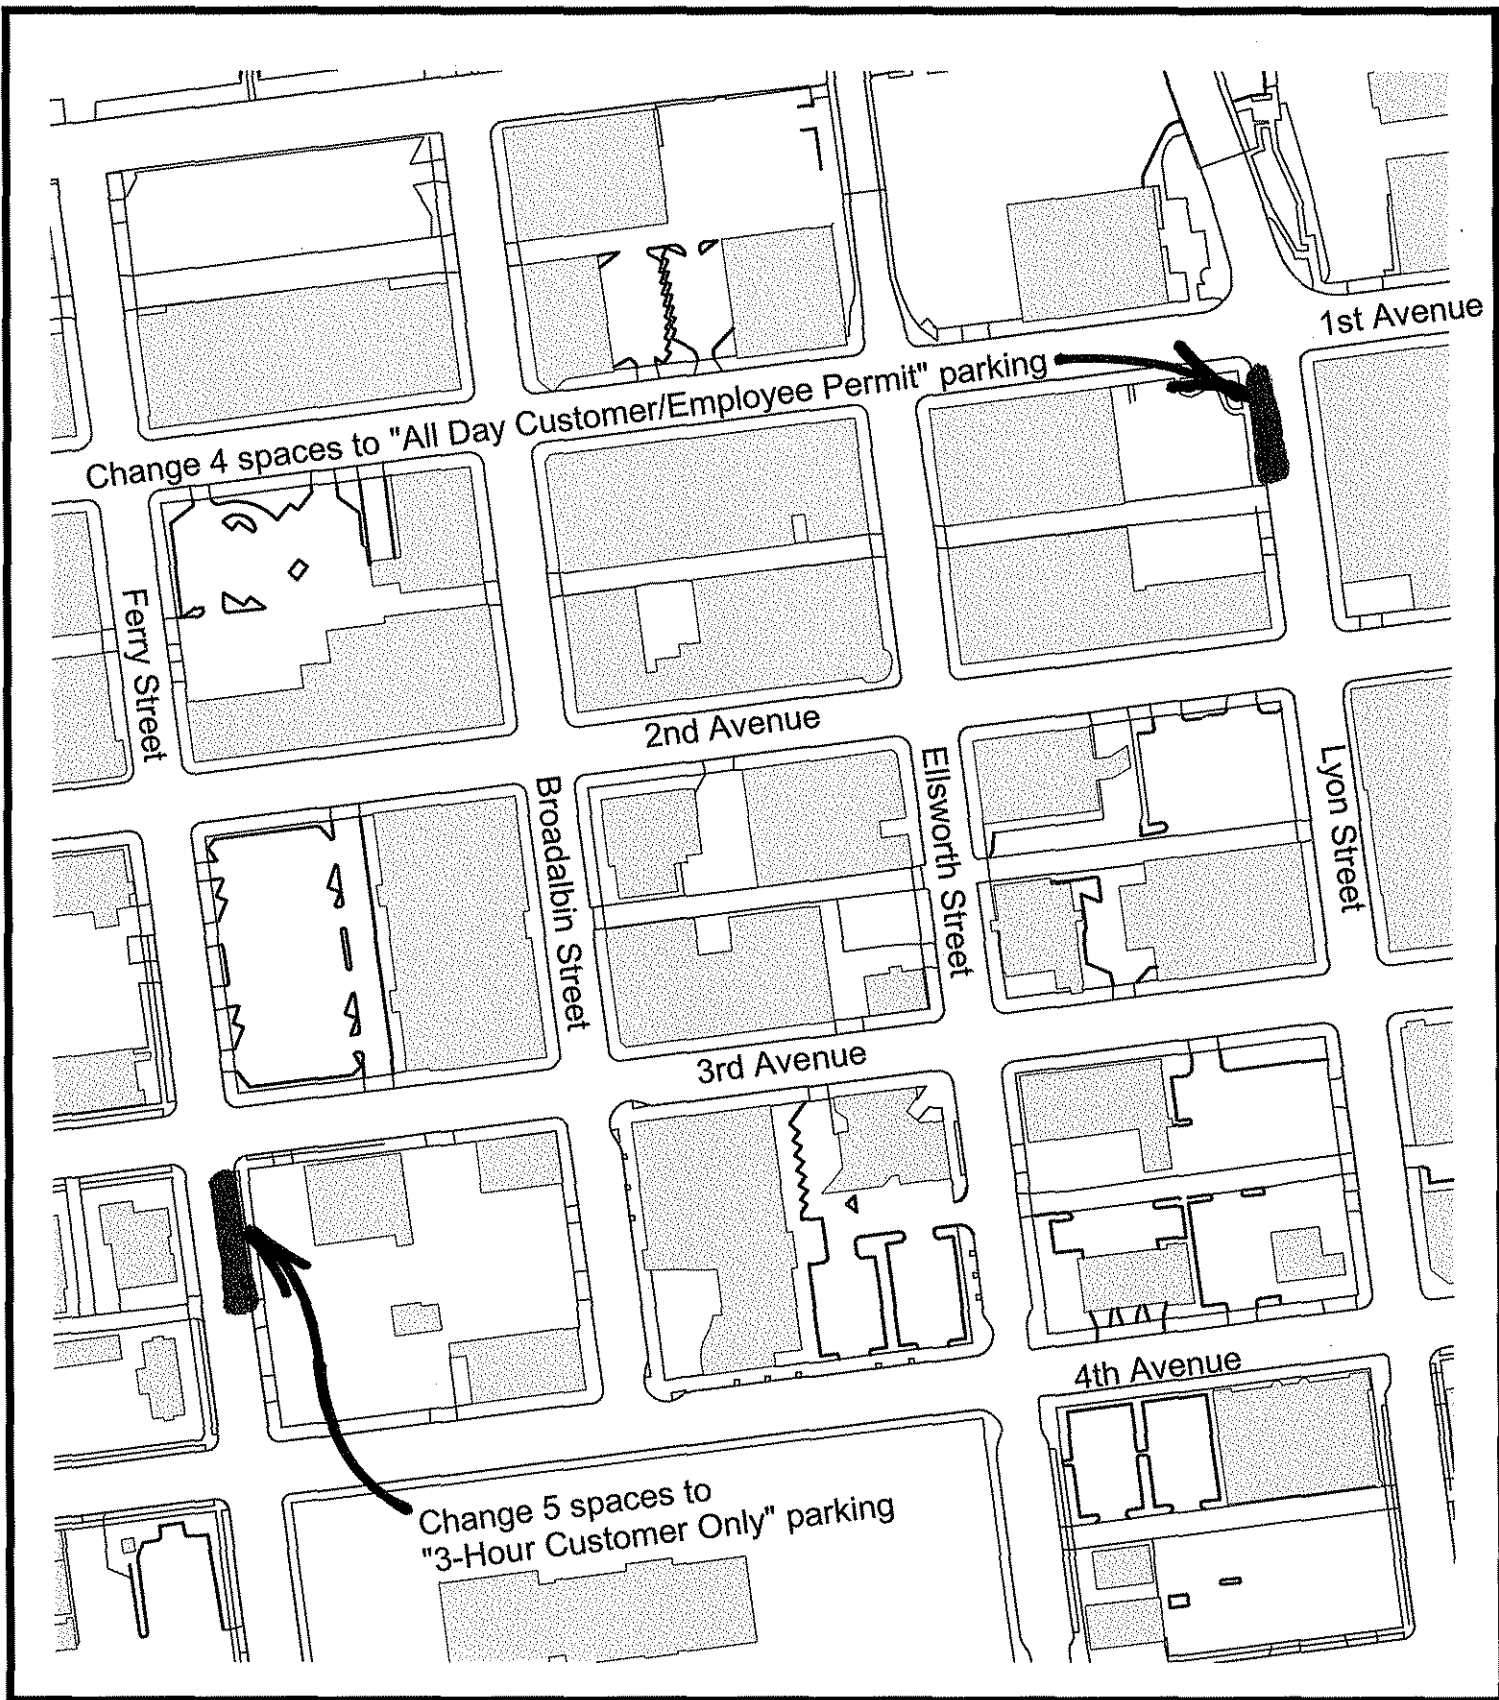 1st Avenue
Change 4 spaces to "All Day Customer/Employee Permit" parking
Ferry Street
2nd Avenue
Broadalbin Street
Ellsworth Street
Lyon Street
3rd Avenue
4th Avenue
Change 5 spaces to
"3-Hour Customer Only" parking